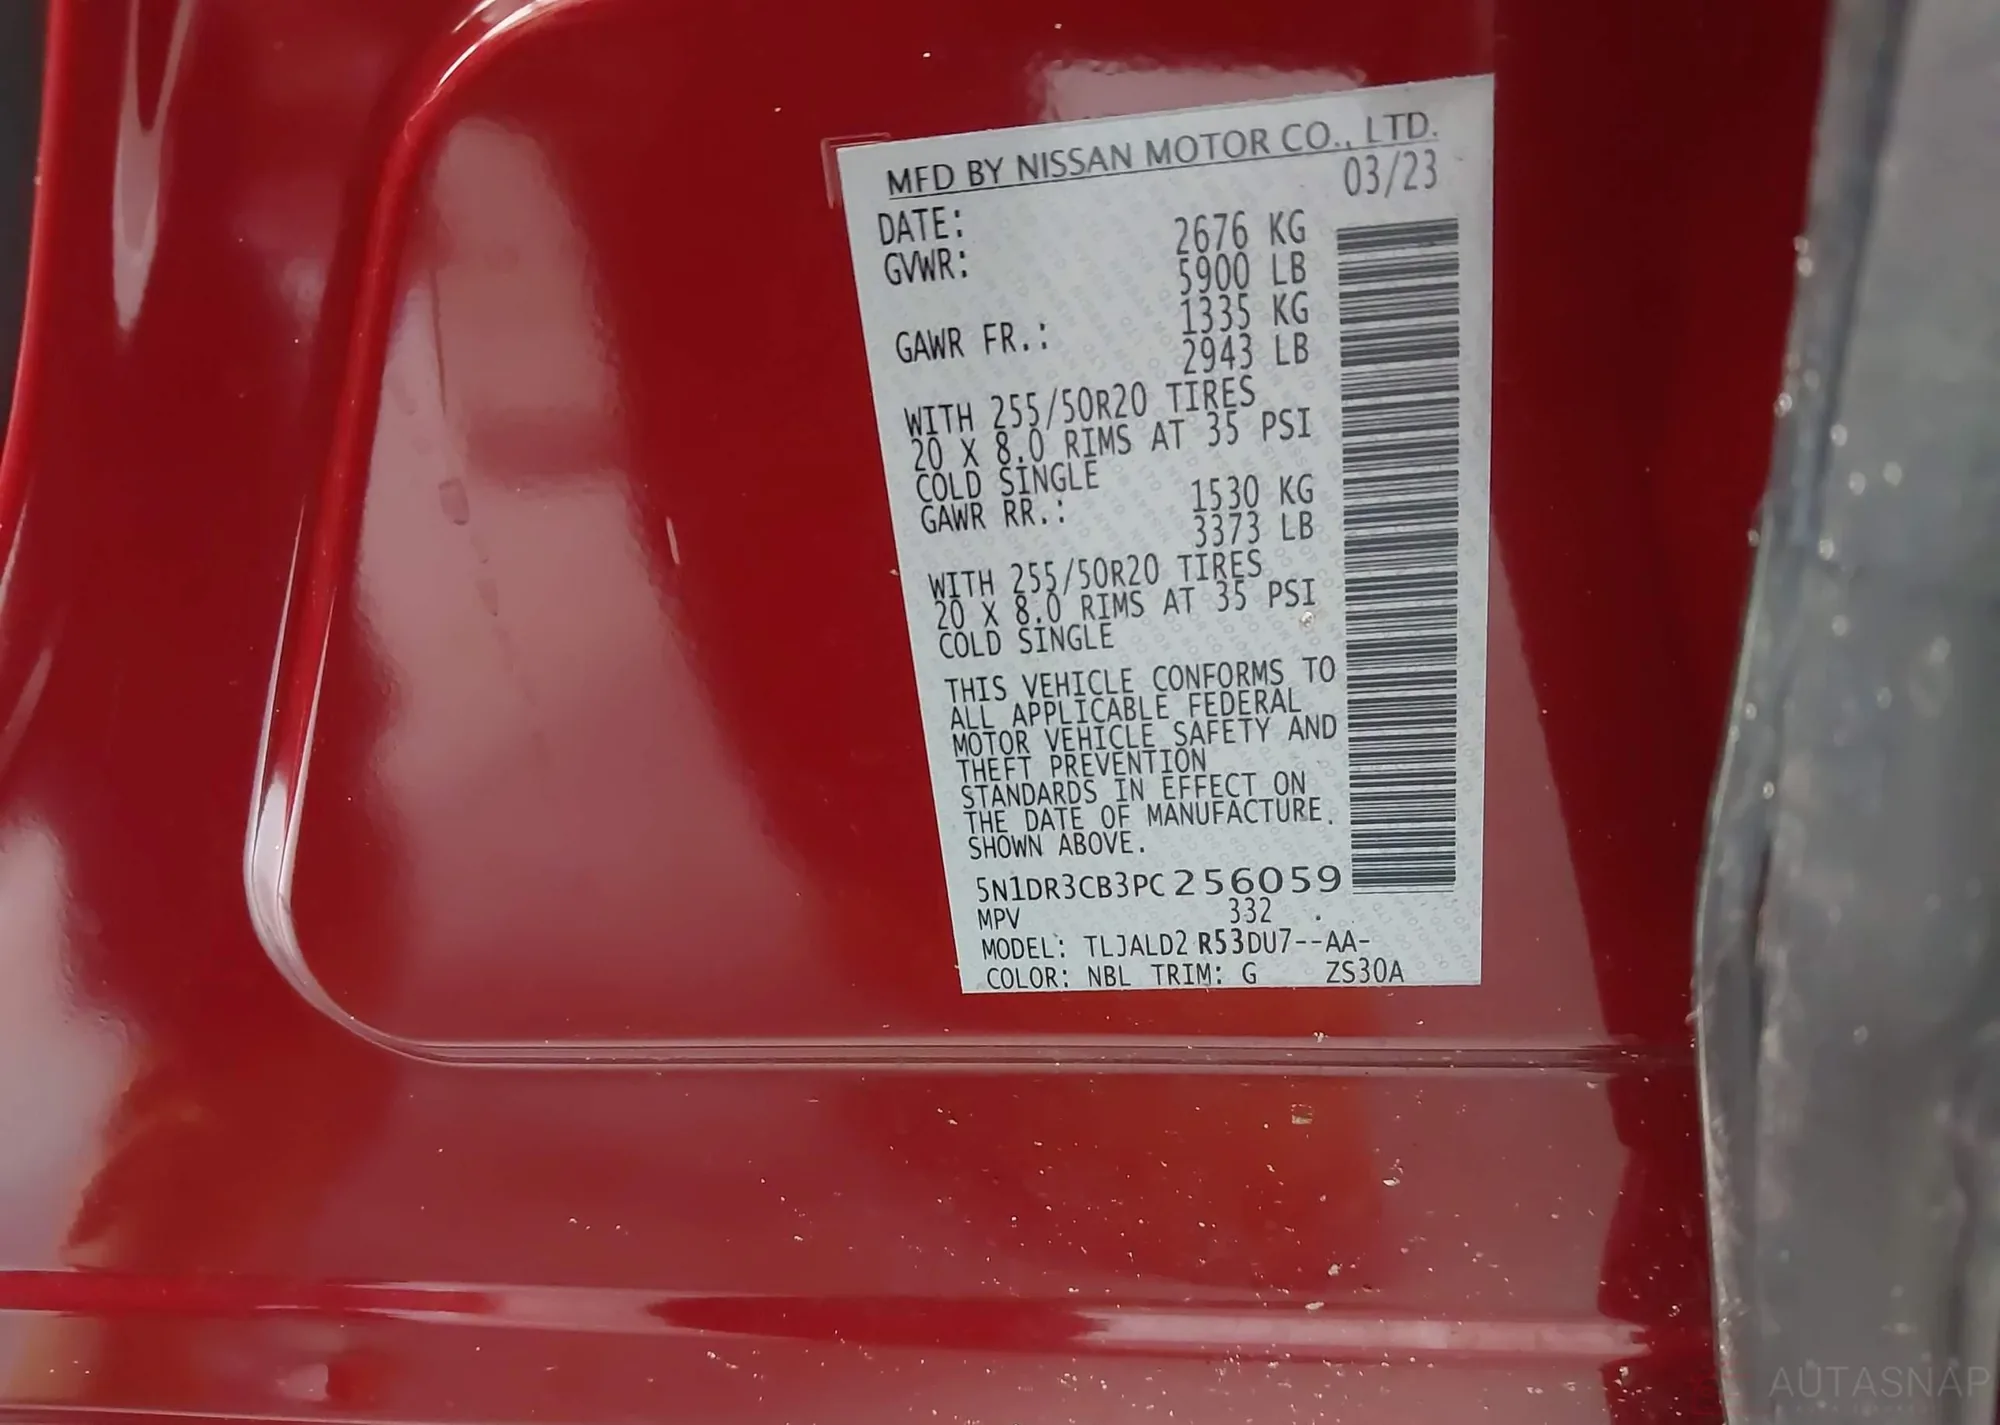 MFD BY NISSAN MOTOR CO., LTD.
DATE: 03/23
GVWR: 2676 KG
5900 LB
GAWR FR.: 1335 KG
2943 LB
WITH 255/50R20 TIRES
20 X 8.0 RIMS AT 35 PSI
COLD SINGLE
GAWR RR.: 1530 KG
3373 LB
WITH 255/50R20 TIRES
20 X 8.0 RIMS AT 35 PSI
COLD SINGLE
THIS VEHICLE CONFORMS TO
ALL APPLICABLE FEDERAL
MOTOR VEHICLE SAFETY AND
THEFT PREVENTION
STANDARDS IN EFFECT ON
THE DATE OF MANUFACTURE.
SHOWN ABOVE.
5N1DR3CB3PC256059
MPV 332 .
MODEL: TLJALD2 R53DU7--AA-
COLOR: NBL TRIM: G ZS30A
AUTASNAP